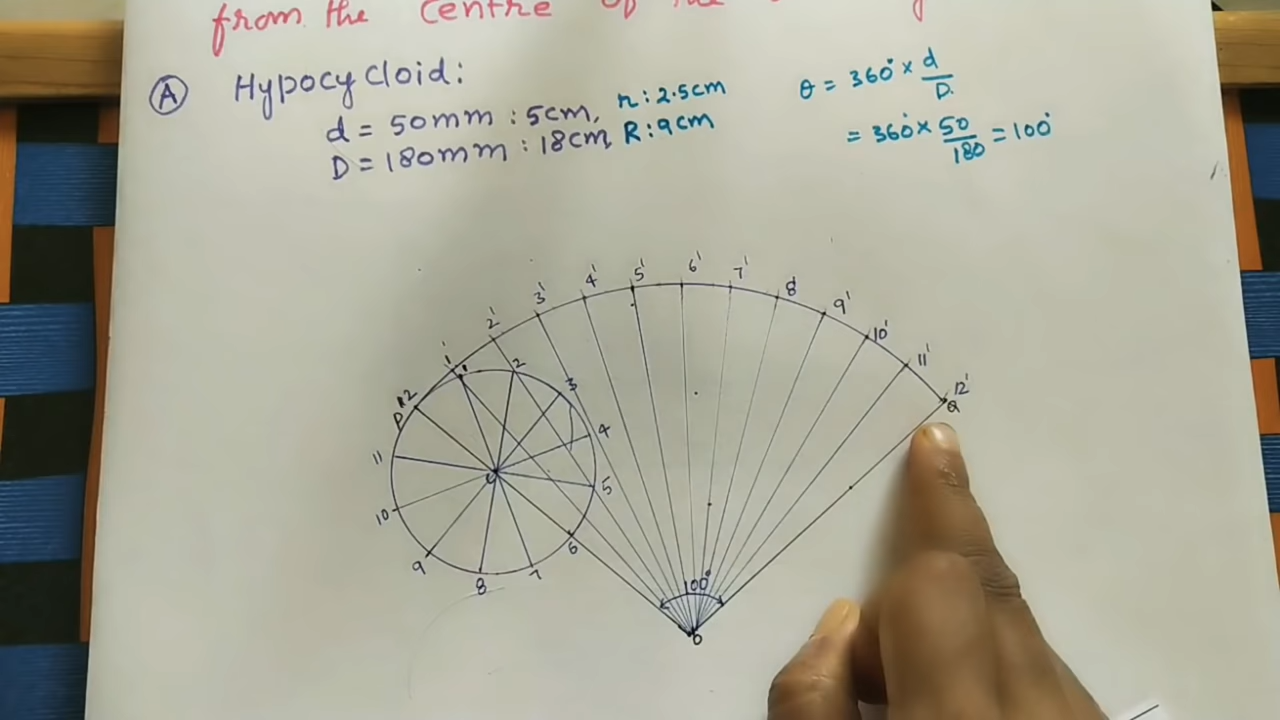 from the centre of the
A Hypocycloid:
d = 50mm : 5cm, r : 2.5cm
D = 180mm : 18cm, R : 9cm
θ = 360° × d/D
= 360° × 50/180 = 100°
1' 2' 3' 4' 5' 6' 7' 8' 9' 10' 11' 12'
P 12 1 2 3 4 5 6 7 8 9 10 11
C
Q
100°
O